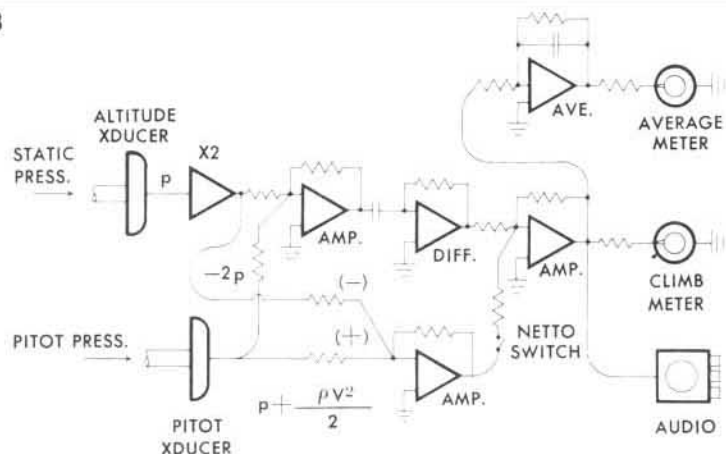 B
ALTITUDE
XDUCER
STATIC
PRESS.
p
X2
AMP.
DIFF.
AMP.
AVE.
AVERAGE
METER
CLIMB
METER
−2p
(−)
(+)
PITOT PRESS.
PITOT
XDUCER
p + ρV²/2
AMP.
NETTO
SWITCH
AUDIO